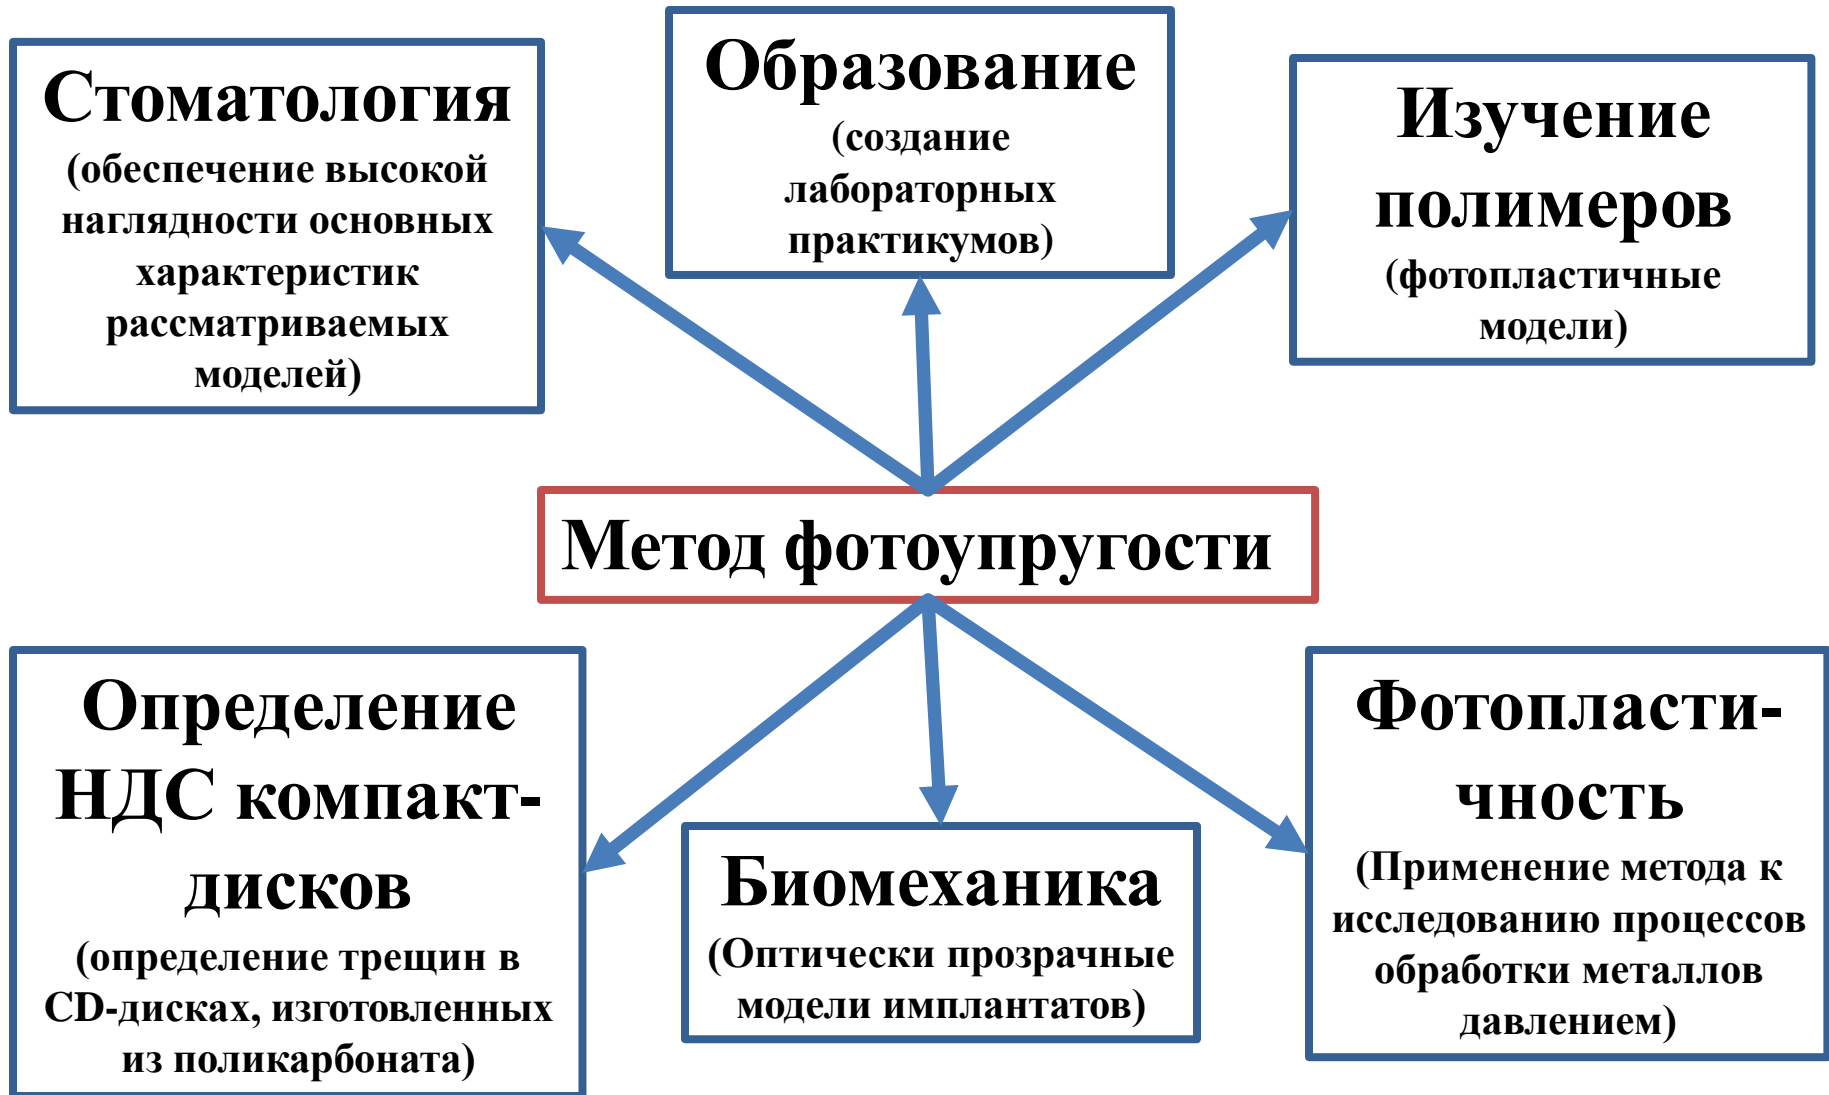 Стоматология
(обеспечение высокой
наглядности основных
характеристик
рассматриваемых
моделей)
Образование
(создание
лабораторных
практикумов)
Изучение
полимеров
(фотопластичные
модели)
Метод фотоупругости
Определение
НДС компакт-
дисков
(определение трещин в
CD-дисках, изготовленных
из поликарбоната)
Биомеханика
(Оптически прозрачные
модели имплантатов)
Фотопласти-
чность
(Применение метода к
исследованию процессов
обработки металлов
давлением)